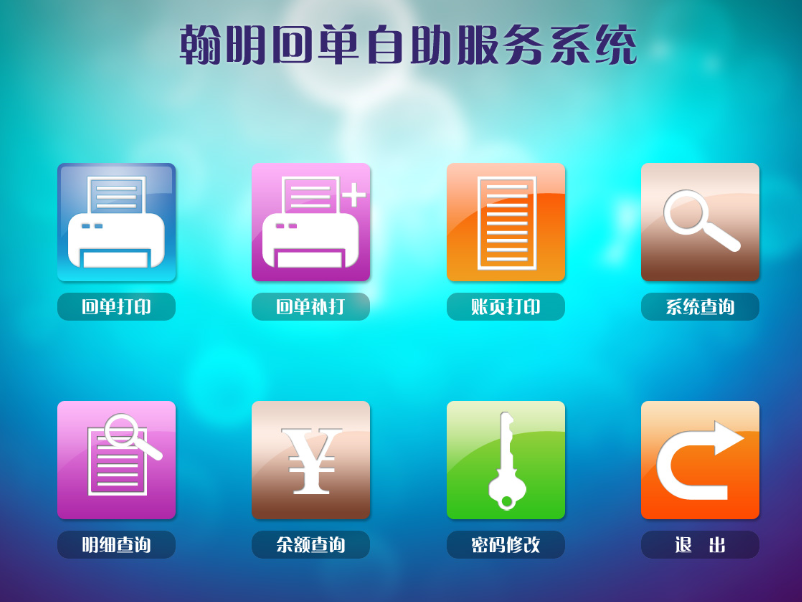 翰明回单自助服务系统
回单打印
回单补打
账页打印
系统查询
明细查询
余额查询
密码修改
退 出